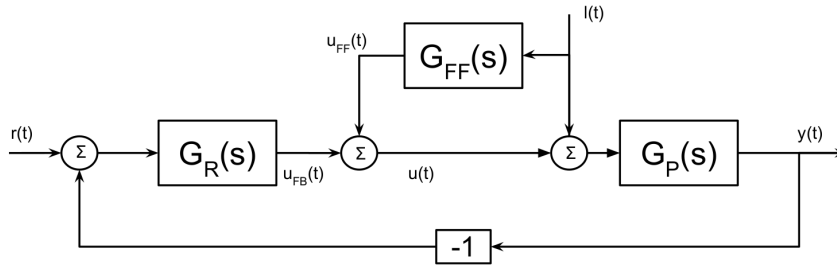 l(t)
u_FF(t)
G_FF(s)
r(t)
Σ
G_R(s)
u_FB(t)
Σ
u(t)
Σ
G_P(s)
y(t)
-1